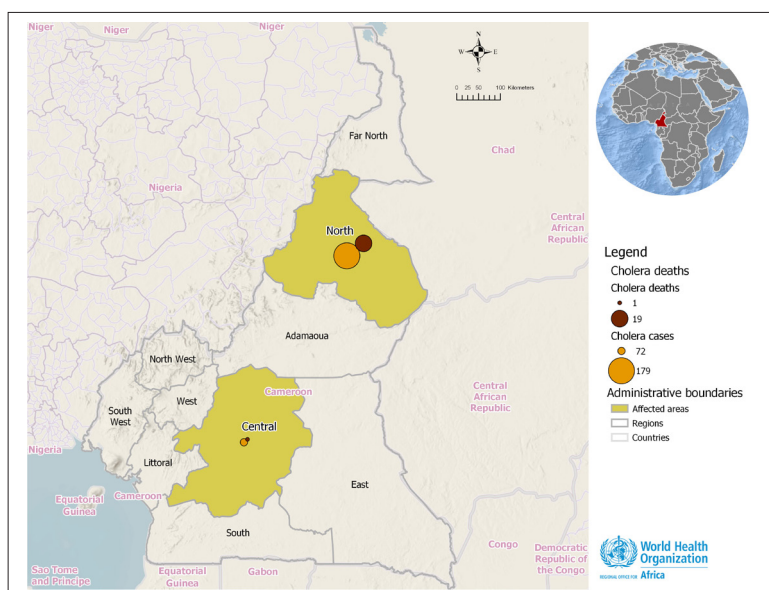 Niger
Niger
Niger
Niger
N
W
E
S
0 25 50 100 Kilometers
Far North
Chad
Nigeria
North
Central
African
Republic
Adamaoua
North West
Cameroon
Central
African
Republic
West
South
West
Central
Nigeria
Littoral
East
Equatorial
Guinea
Cameroon
South
Congo
Democratic
Republic of
the Congo
Sao Tome
and Principe
Equatorial
Guinea
Gabon
Legend
Cholera deaths
Cholera deaths
1
19
Cholera cases
72
179
Administrative boundaries
Affected areas
Regions
Countries
World Health
Organization
REGIONAL OFFICE FOR Africa